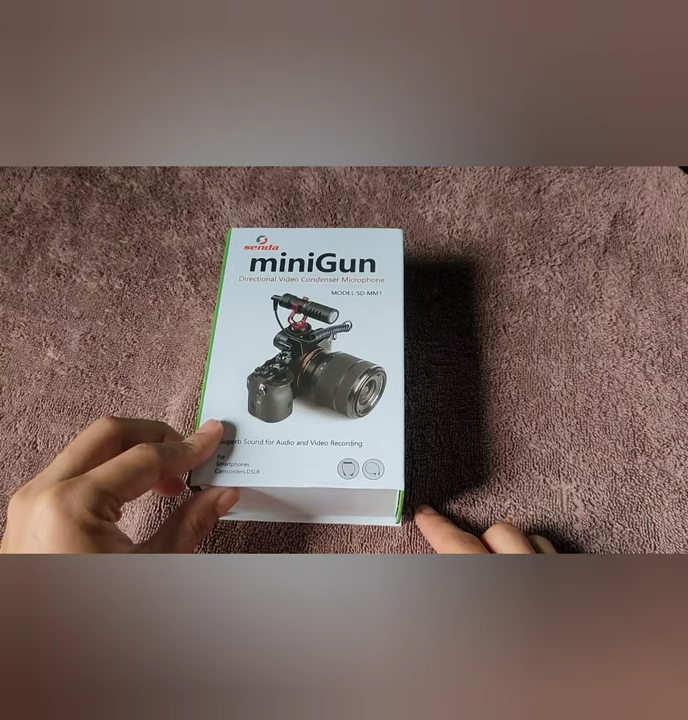 senda
miniGun
Directional Video Condenser Microphone
MODEL:SD-MM1
Superb Sound for Audio and Video Recording.
For
Smartphones
Camcorders,DSLR